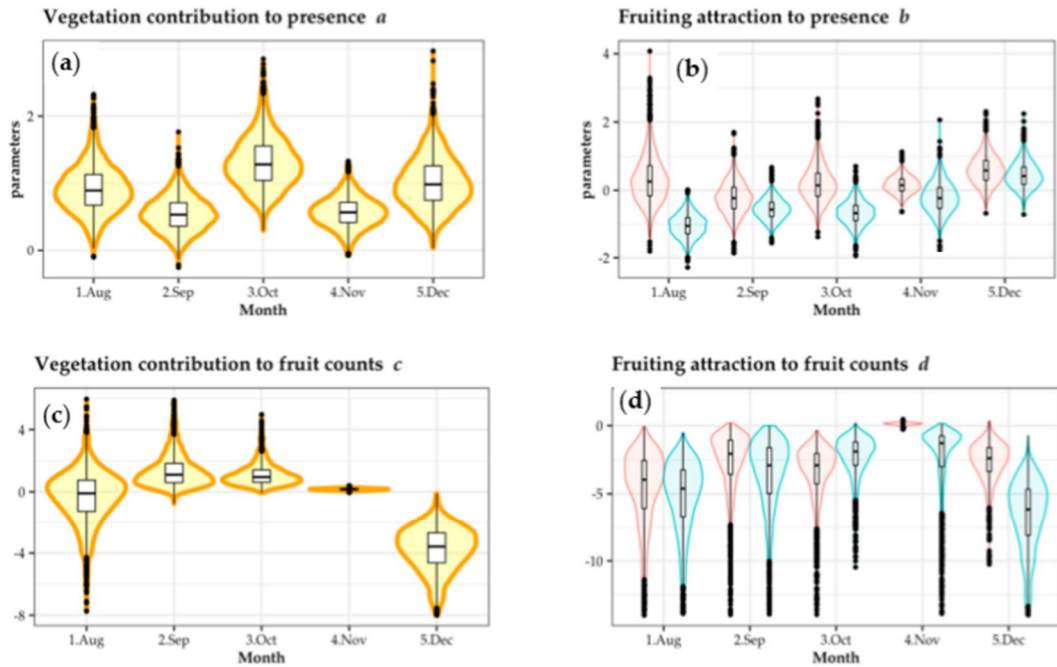 Vegetation contribution to presence a
(a)
parameters
2
1
0
1.Aug 2.Sep 3.Oct 4.Nov 5.Dec
Month
Fruiting attraction to presence b
(b)
parameters
4
2
0
-2
1.Aug 2.Sep 3.Oct 4.Nov 5.Dec
Month
Vegetation contribution to fruit counts c
(c)
4
0
-4
-8
1.Aug 2.Sep 3.Oct 4.Nov 5.Dec
Month
Fruiting attraction to fruit counts d
(d)
0
-5
-10
1.Aug 2.Sep 3.Oct 4.Nov 5.Dec
Month